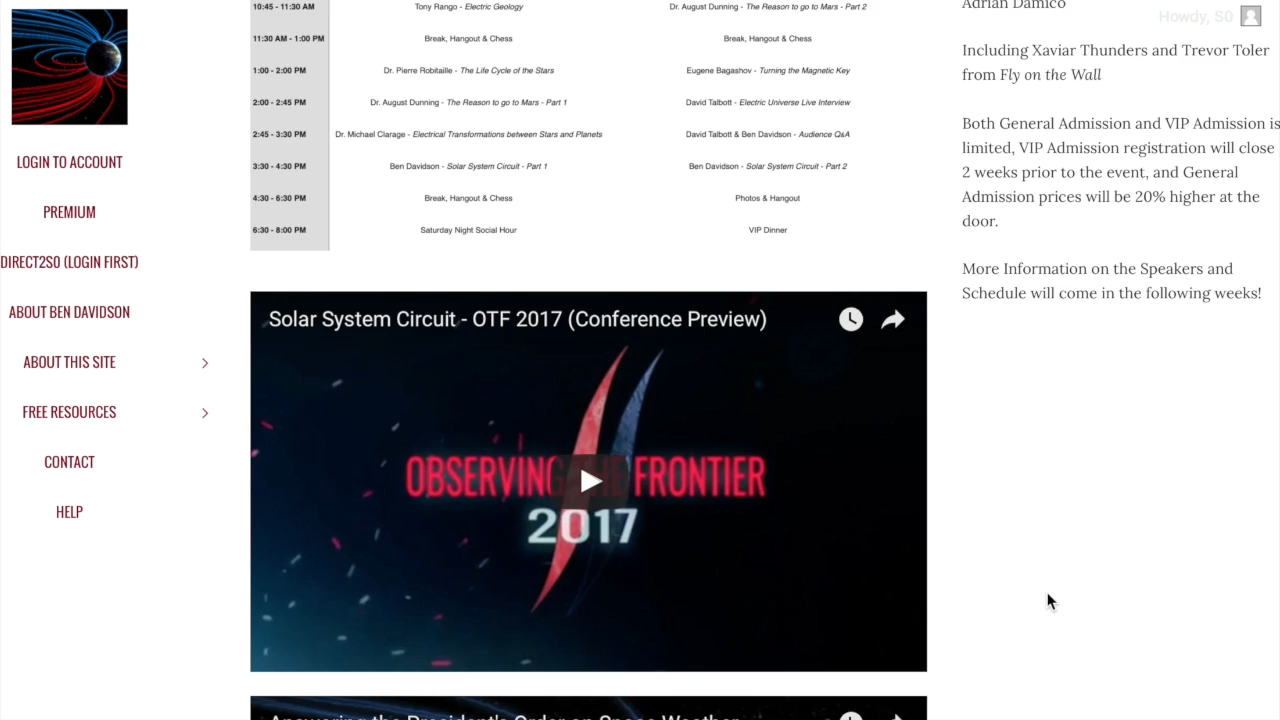 LOGIN TO ACCOUNT
PREMIUM
DIRECT2S0 (LOGIN FIRST)
ABOUT BEN DAVIDSON
ABOUT THIS SITE
FREE RESOURCES
CONTACT
HELP
10:45 - 11:30 AM Tony Rango - Electric Geology Dr. August Dunning - The Reason to go to Mars - Part 2
11:30 AM - 1:00 PM Break, Hangout & Chess Break, Hangout & Chess
1:00 - 2:00 PM Dr. Pierre Robitaille - The Life Cycle of the Stars Eugene Bagashov - Turning the Magnetic Key
2:00 - 2:45 PM Dr. August Dunning - The Reason to go to Mars - Part 1 David Talbott - Electric Universe Live Interview
2:45 - 3:30 PM Dr. Michael Clarage - Electrical Transformations between Stars and Planets David Talbott & Ben Davidson - Audience Q&A
3:30 - 4:30 PM Ben Davidson - Solar System Circuit - Part 1 Ben Davidson - Solar System Circuit - Part 2
4:30 - 6:30 PM Break, Hangout & Chess Photos & Hangout
6:30 - 8:00 PM Saturday Night Social Hour VIP Dinner
Solar System Circuit - OTF 2017 (Conference Preview)
OBSERVING THE FRONTIER
2017
Answering the President's Order on Space Weather
Howdy, S0
Adrian Damico
Including Xaviar Thunders and Trevor Toler
from Fly on the Wall
Both General Admission and VIP Admission is
limited, VIP Admission registration will close
2 weeks prior to the event, and General
Admission prices will be 20% higher at the
door.
More Information on the Speakers and
Schedule will come in the following weeks!